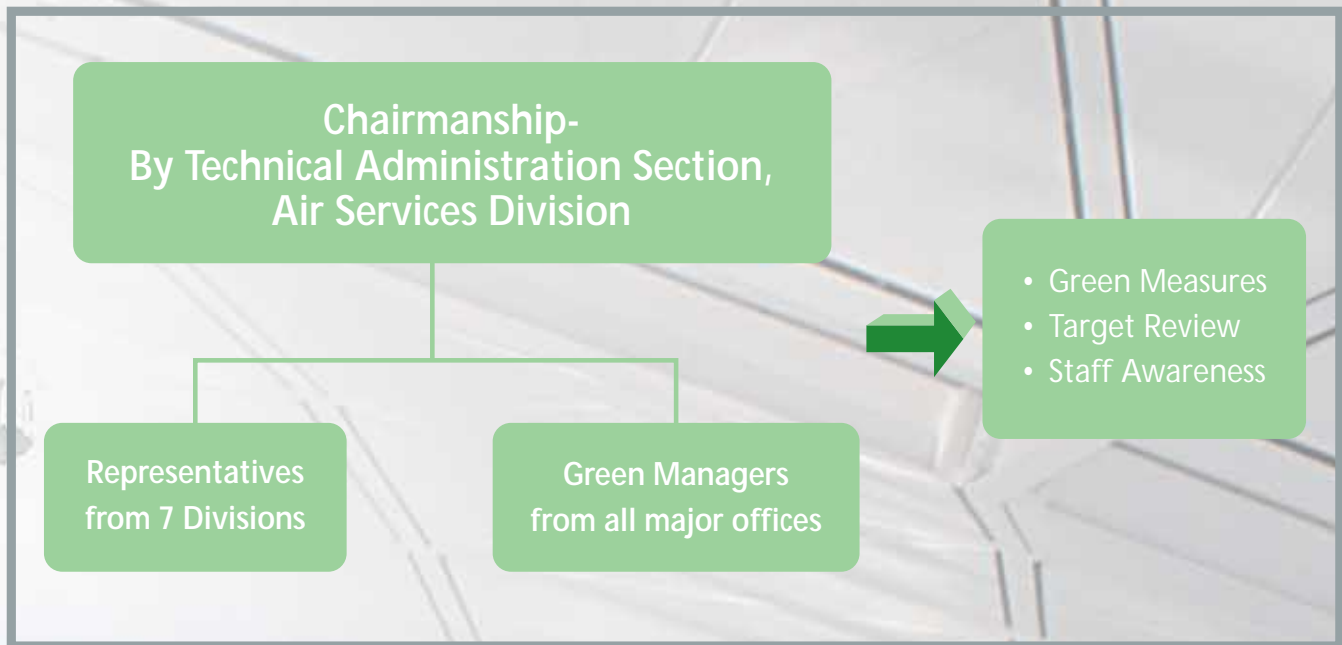 Chairmanship-
By Technical Administration Section,
Air Services Division
• Green Measures
• Target Review
• Staff Awareness
Representatives
from 7 Divisions
Green Managers
from all major offices